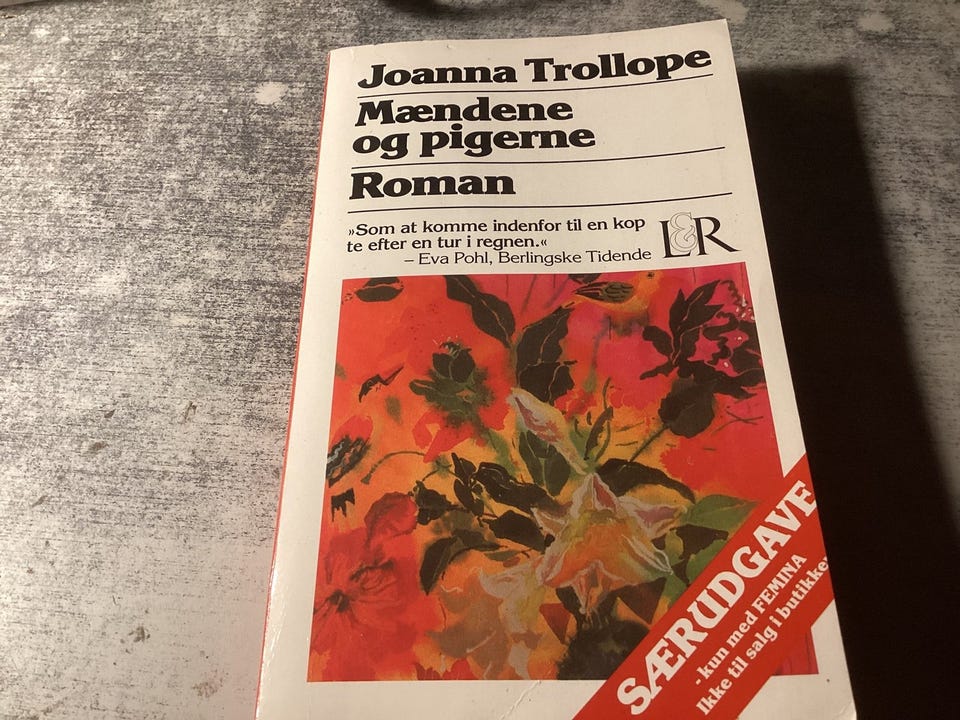 Joanna Trollope
Mændene
og pigerne
Roman
»Som at komme indenfor til en kop
te efter en tur i regnen.«
– Eva Pohl, Berlingske Tidende
L&R
SÆRUDGAVE
- kun med FEMINA
Ikke til salg i butikker